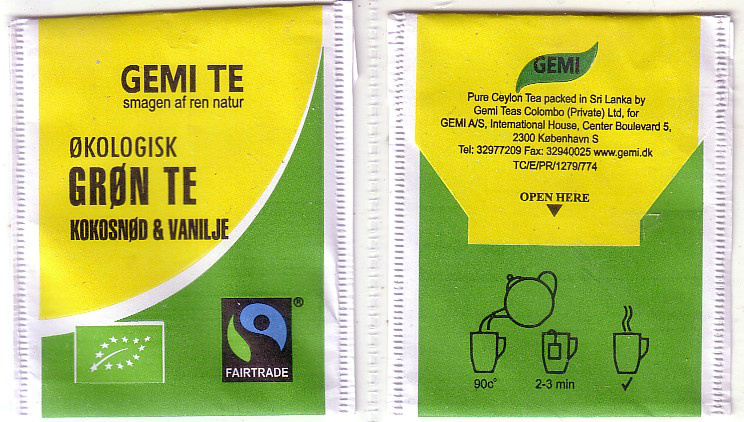 GEMI TE
smagen af ren natur
ØKOLOGISK
GRØN TE
KOKOSNØD & VANILJE
®
FAIRTRADE
GEMI
Pure Ceylon Tea packed in Sri Lanka by
Gemi Teas Colombo (Private) Ltd, for
GEMI A/S, International House, Center Boulevard 5,
2300 København S
Tel: 32977209 Fax: 32940025 www.gemi.dk
TC/E/PR/1279/774
OPEN HERE
90c°
2-3 min